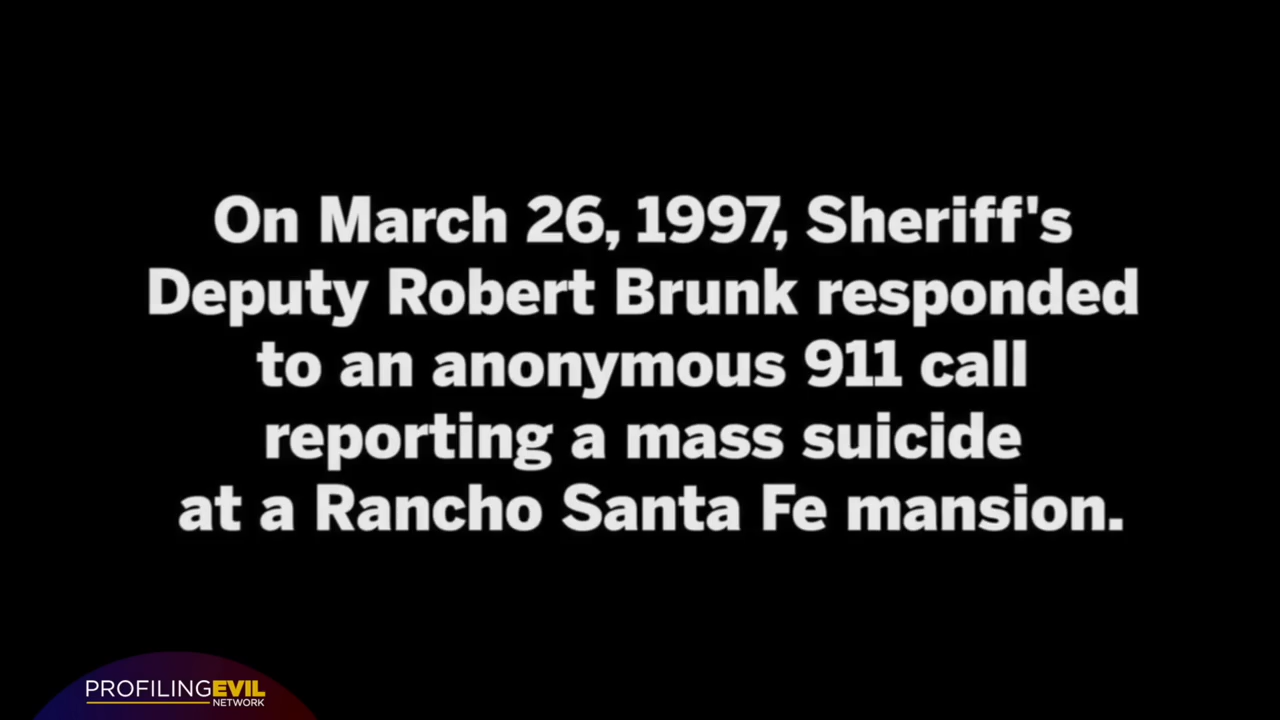 On March 26, 1997, Sheriff's
Deputy Robert Brunk responded
to an anonymous 911 call
reporting a mass suicide
at a Rancho Santa Fe mansion.
PROFILINGEVIL
NETWORK